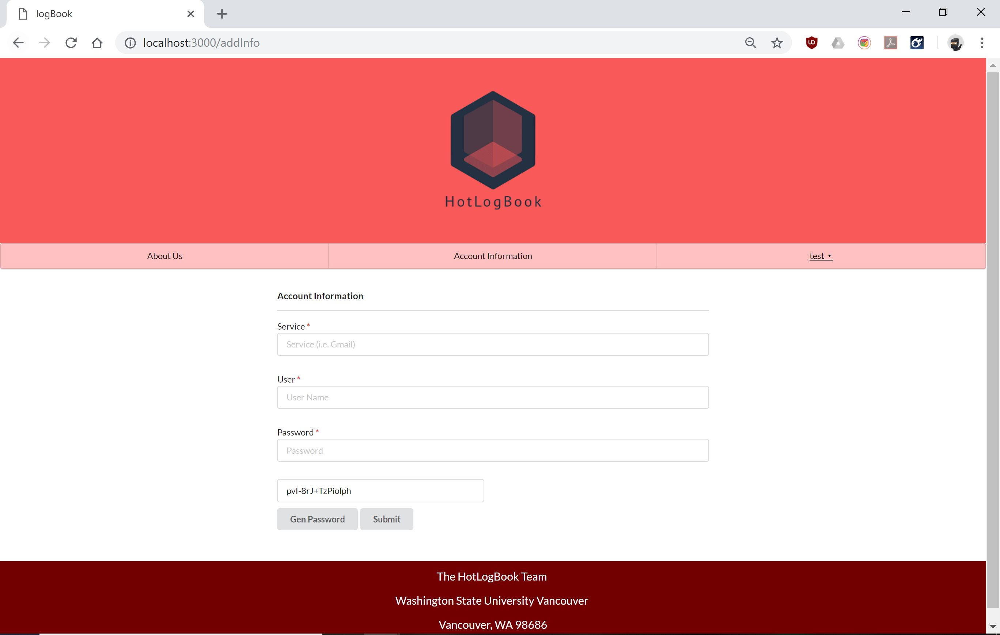 logBook
localhost:3000/addInfo
HotLogBook
About Us
Account Information
test
Account Information
Service *
Service (i.e. Gmail)
User *
User Name
Password *
Password
pvI-8rJ+TzPiolph
Gen Password
Submit
The HotLogBook Team
Washington State University Vancouver
Vancouver, WA 98686